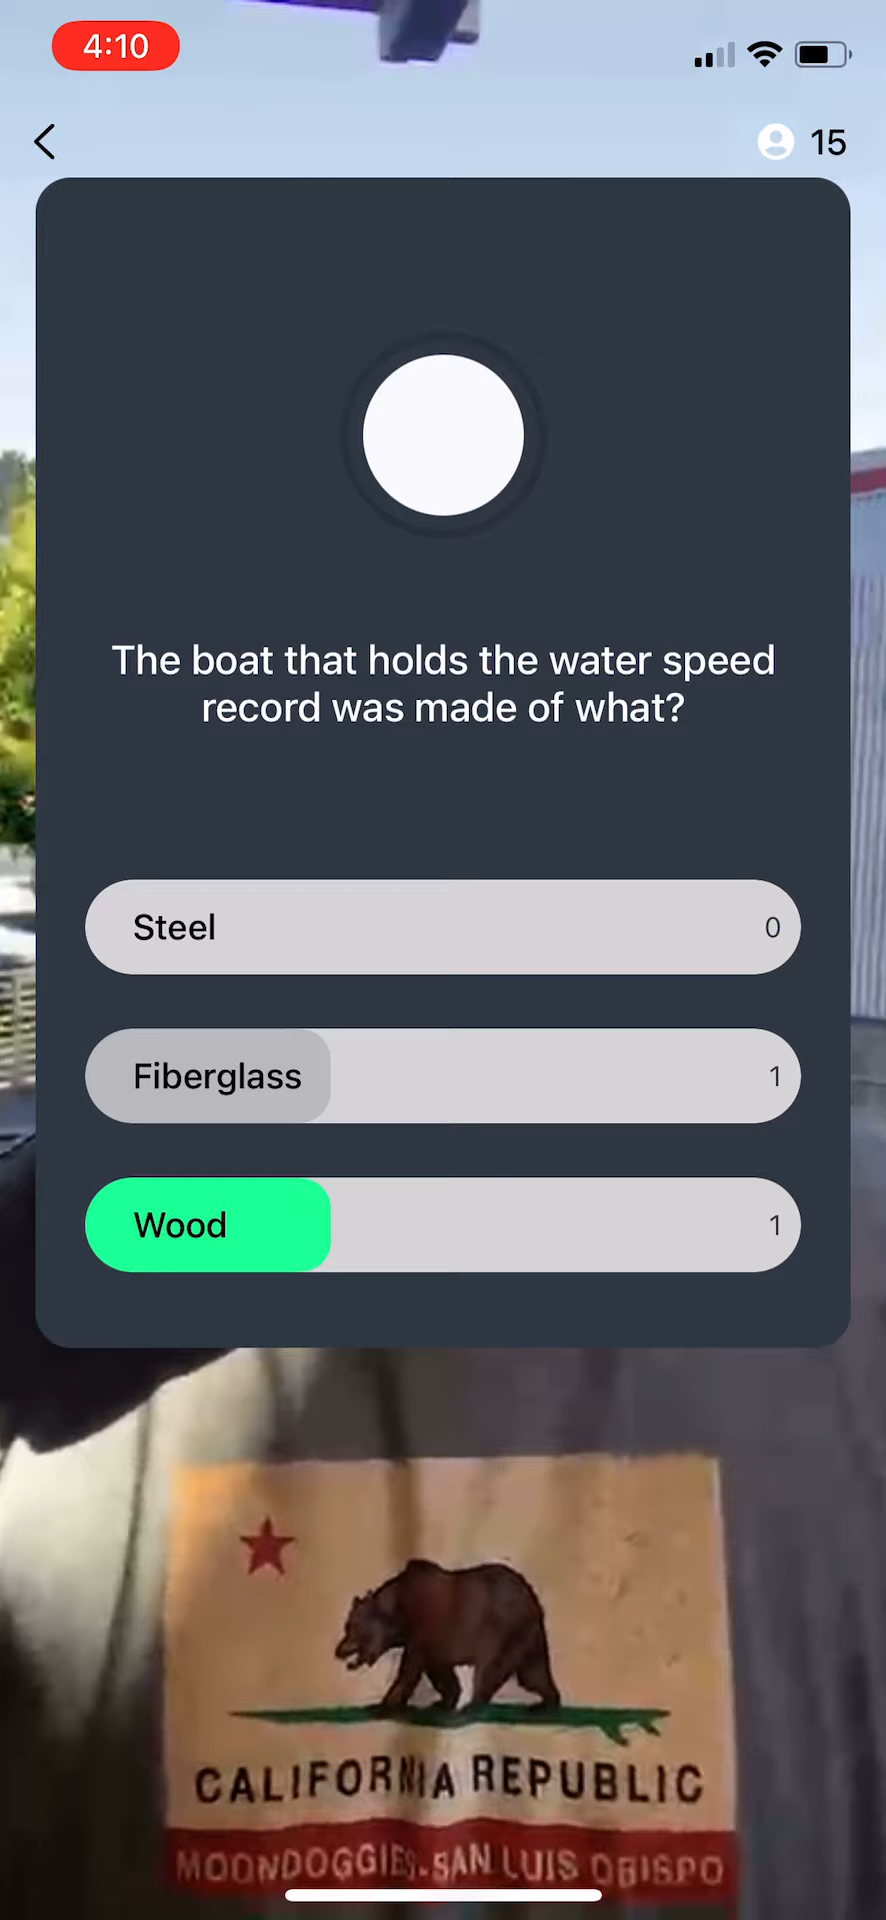 4:10
15
The boat that holds the water speed
record was made of what?
Steel 0
Fiberglass 1
Wood 1
CALIFORNIA REPUBLIC
MOONDOGGIES. SAN LUIS OBISPO